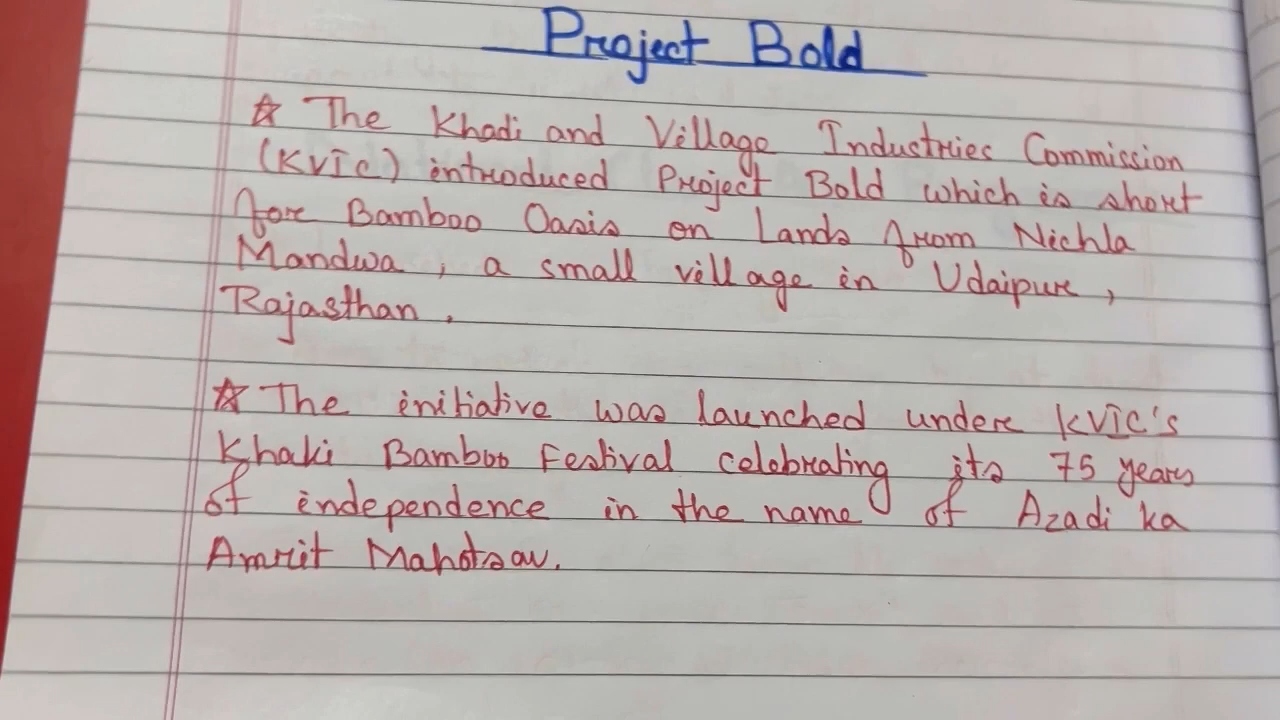 Project Bold
☆ The Khadi and Village Industries Commission
(KVIC) introduced Project Bold which is short
for Bamboo Oasis on Lands from Nichla
Mandwa, a small village in Udaipur,
Rajasthan.
☆ The initiative was launched under KVIC's
Khaki Bamboo Festival celebrating its 75 years
of independence in the name of Azadi ka
Amrit Mahotsav.